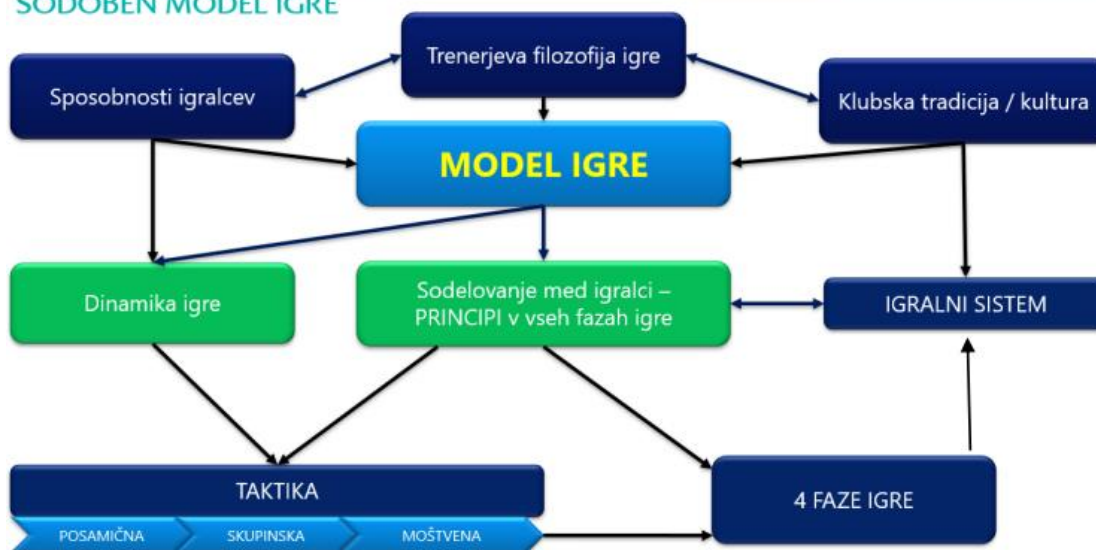 SODOBEN MODEL IGRE
Trenerjeva filozofija igre
Sposobnosti igralcev
Klubska tradicija / kultura
MODEL IGRE
Dinamika igre
Sodelovanje med igralci –
PRINCIPI v vseh fazah igre
IGRALNI SISTEM
TAKTIKA
4 FAZE IGRE
POSAMIČNA
SKUPINSKA
MOŠTVENA